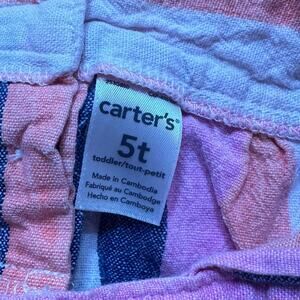 carter's®
5t
toddler/tout-petit
Made in Cambodia
Fabriqué au Cambodge
Hecho en Camboya